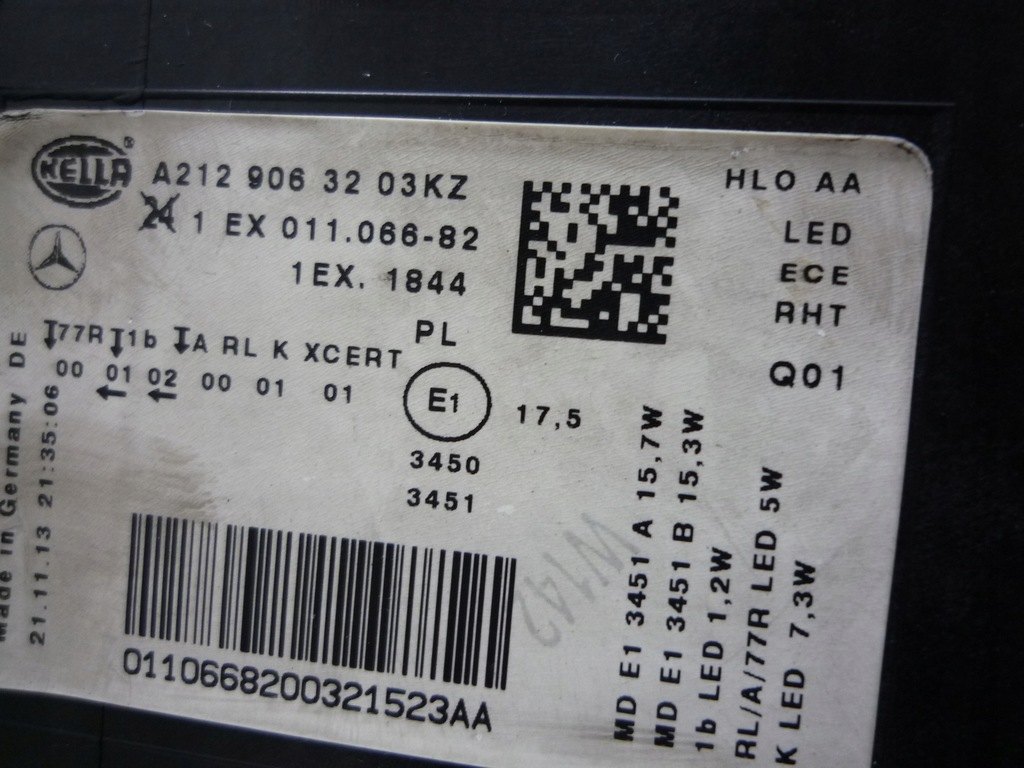 HELLA ®
A212 906 32 03KZ
24 1 EX 011.066-82
1EX. 1844
HLO AA
LED
ECE
RHT
Q01
77R 1b A RL K XCERT
00 01 02 00 01 01
PL
E1
17,5
3450
3451
Made in Germany DE
21.11.13 21:35:06
0110668200321523AA
MD E1 3451 A 15,7W
MD E1 3451 B 15,3W
1b LED 1,2W
RL/A/77R LED 5W
K LED 7,3W